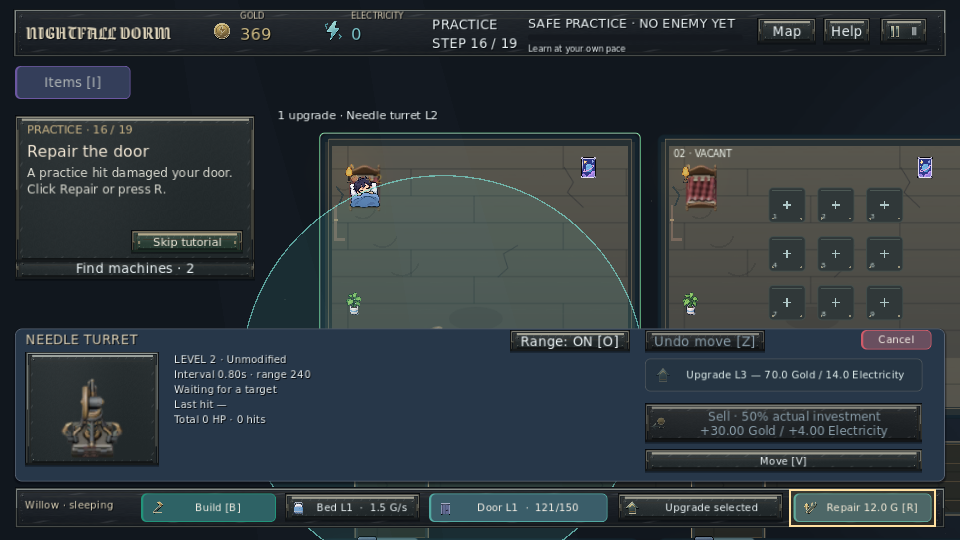 NIGHTFALL DORM
GOLD
369
ELECTRICITY
0
PRACTICE
STEP 16 / 19
SAFE PRACTICE · NO ENEMY YET
Learn at your own pace
Map
Help
Items [I]
PRACTICE · 16 / 19
Repair the door
A practice hit damaged your door.
Click Repair or press R.
Skip tutorial
Find machines · 2
1 upgrade · Needle turret L2
02 · VACANT
NEEDLE TURRET
Range: ON [O]
Undo move [Z]
Cancel
LEVEL 2 · Unmodified
Interval 0.80s · range 240
Waiting for a target
Last hit —
Total 0 HP · 0 hits
Upgrade L3 — 70.0 Gold / 14.0 Electricity
Sell · 50% actual investment
+30.00 Gold / +4.00 Electricity
Move [V]
Willow · sleeping
Build [B]
Bed L1 · 1.5 G/s
Door L1 · 121/150
Upgrade selected
Repair 12.0 G [R]